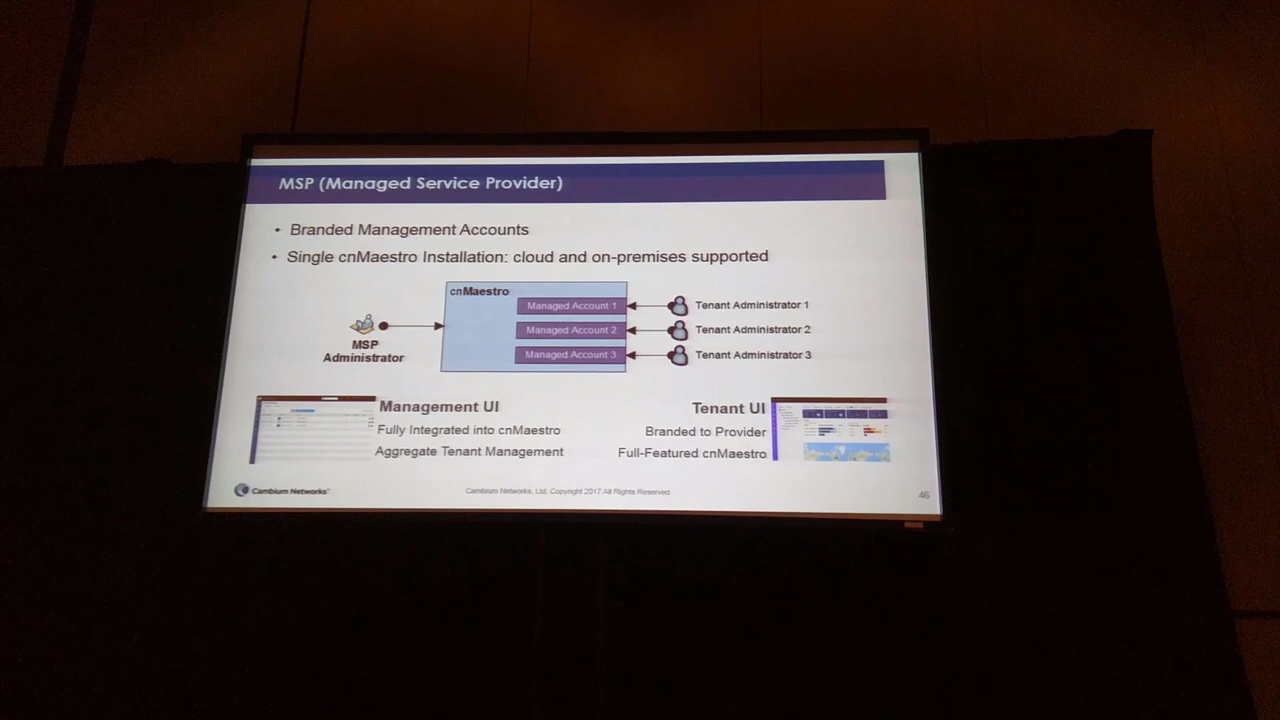 MSP (Managed Service Provider)
• Branded Management Accounts
• Single cnMaestro Installation: cloud and on-premises supported
cnMaestro
Managed Account 1
Tenant Administrator 1
Managed Account 2
Tenant Administrator 2
Managed Account 3
Tenant Administrator 3
MSP
Administrator
Management UI
Fully Integrated into cnMaestro
Aggregate Tenant Management
Tenant UI
Branded to Provider
Full-Featured cnMaestro
Cambium Networks
Cambium Networks, Ltd. Copyright 2017 All Rights Reserved
46